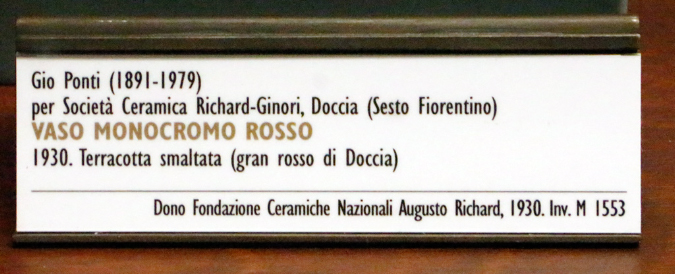 Gio Ponti (1891-1979)
per Società Ceramica Richard-Ginori, Doccia (Sesto Fiorentino)
VASO MONOCROMO ROSSO
1930. Terracotta smaltata (gran rosso di Doccia)
Dono Fondazione Ceramiche Nazionali Augusto Richard, 1930. Inv. M 1553